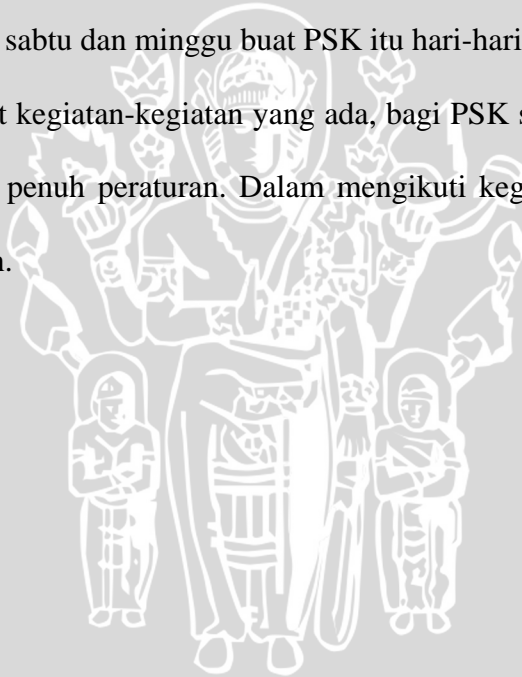 sabtu dan minggu buat PSK itu hari-hari
t kegiatan-kegiatan yang ada, bagi PSK s
penuh peraturan. Dalam mengikuti keg